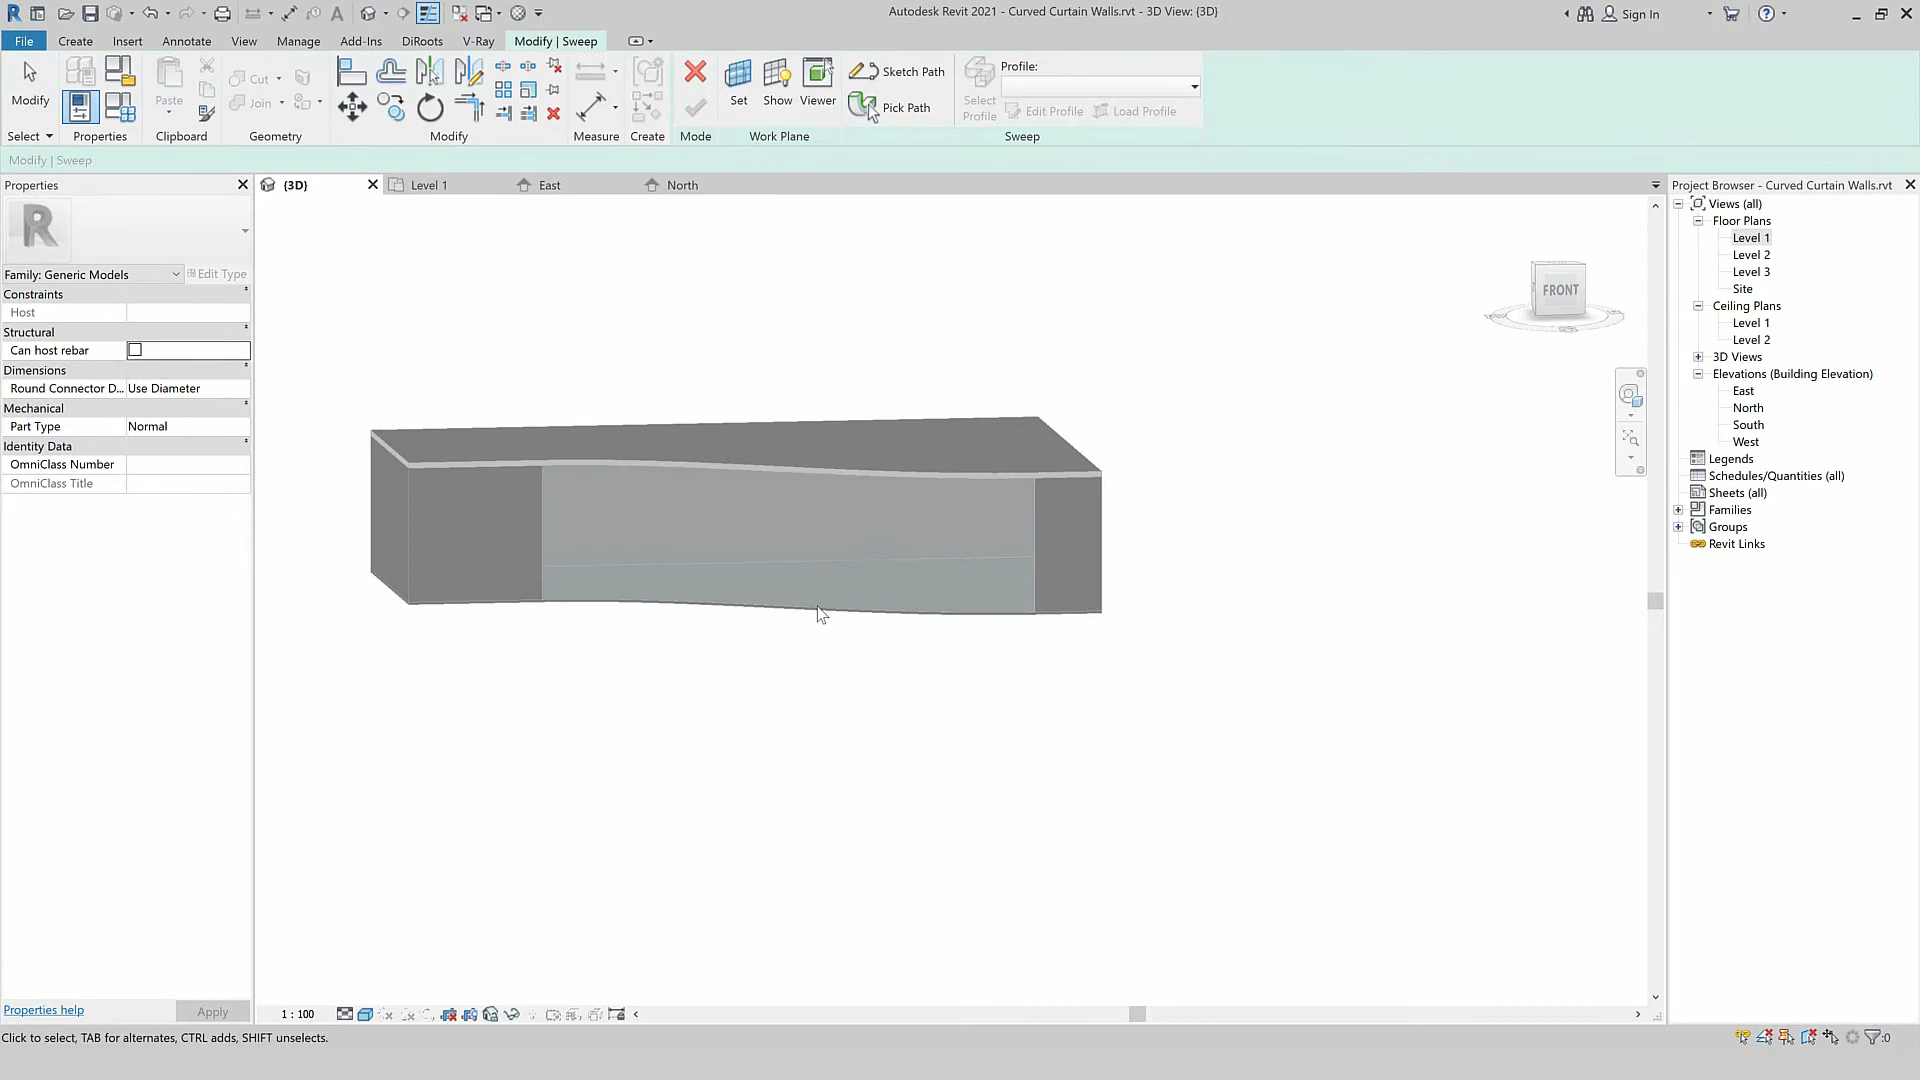 Autodesk Revit 2021 - Curved Curtain Walls.rvt - 3D View: {3D}
Sign In
File
Create
Insert
Annotate
View
Manage
Add-Ins
DiRoots
V-Ray
Modify | Sweep
Modify
Paste
Cut
Join
Set
Show
Viewer
Sketch Path
Pick Path
Select
Profile
Profile:
Edit Profile
Load Profile
Select
Properties
Clipboard
Geometry
Modify
Measure
Create
Mode
Work Plane
Sweep
Modify | Sweep
Properties
{3D}
Level 1
East
North
Project Browser - Curved Curtain Walls.rvt
R
Family: Generic Models
Edit Type
Constraints
Host
Structural
Can host rebar
Dimensions
Round Connector D... Use Diameter
Mechanical
Part Type Normal
Identity Data
OmniClass Number
OmniClass Title
FRONT
Views (all)
Floor Plans
Level 1
Level 2
Level 3
Site
Ceiling Plans
Level 1
Level 2
3D Views
Elevations (Building Elevation)
East
North
South
West
Legends
Schedules/Quantities (all)
Sheets (all)
Families
Groups
Revit Links
Properties help
Apply
1 : 100
Click to select, TAB for alternates, CTRL adds, SHIFT unselects.
:0